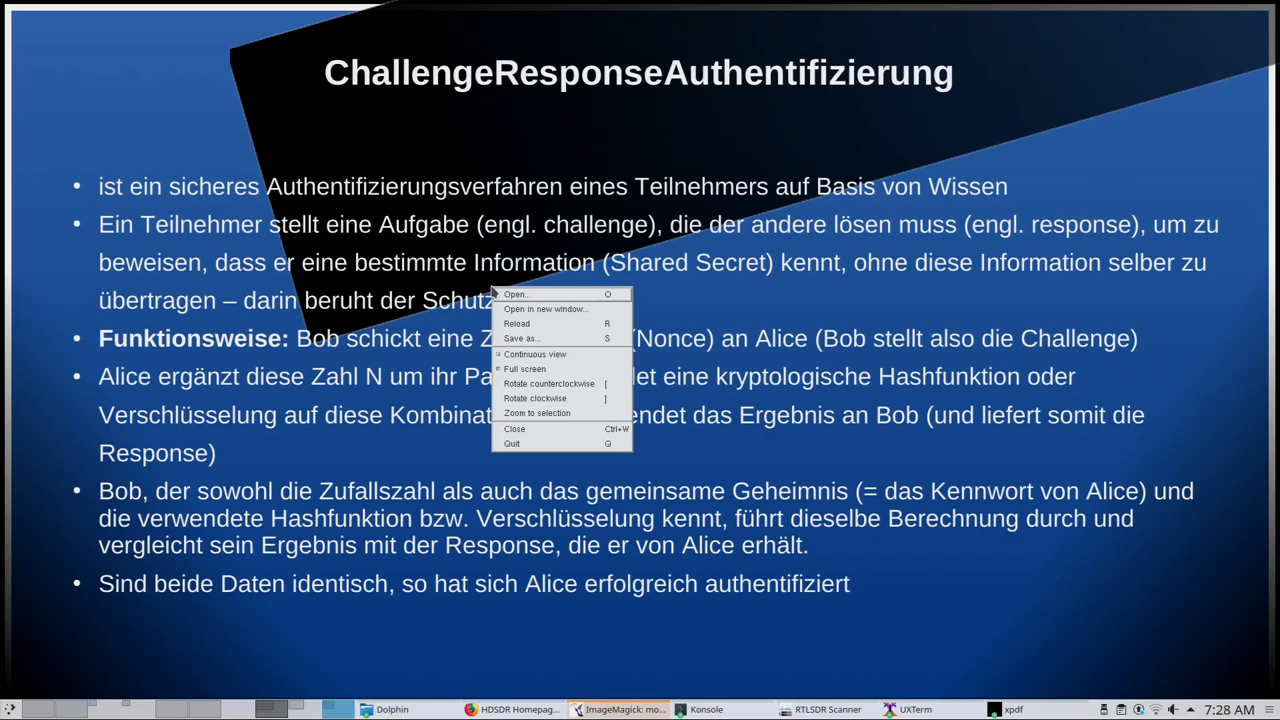 ChallengeResponseAuthentifizierung
• ist ein sicheres Authentifizierungsverfahren eines Teilnehmers auf Basis von Wissen
• Ein Teilnehmer stellt eine Aufgabe (engl. challenge), die der andere lösen muss (engl. response), um zu
beweisen, dass er eine bestimmte Information (Shared Secret) kennt, ohne diese Information selber zu
übertragen – darin beruht der Schutz
• Funktionsweise: Bob schickt eine Z (Nonce) an Alice (Bob stellt also die Challenge)
• Alice ergänzt diese Zahl N um ihr Pa det eine kryptologische Hashfunktion oder
Verschlüsselung auf diese Kombinat endet das Ergebnis an Bob (und liefert somit die
Response)
• Bob, der sowohl die Zufallszahl als auch das gemeinsame Geheimnis (= das Kennwort von Alice) und
die verwendete Hashfunktion bzw. Verschlüsselung kennt, führt dieselbe Berechnung durch und
vergleicht sein Ergebnis mit der Response, die er von Alice erhält.
• Sind beide Daten identisch, so hat sich Alice erfolgreich authentifiziert
Open... O
Open in new window...
Reload R
Save as... S
Continuous view
Full screen
Rotate counterclockwise [
Rotate clockwise ]
Zoom to selection
Close Ctrl+W
Quit Q
Dolphin HDSDR Homepag... ImageMagick: mo... Konsole RTLSDR Scanner UXTerm xpdf 7:28 AM